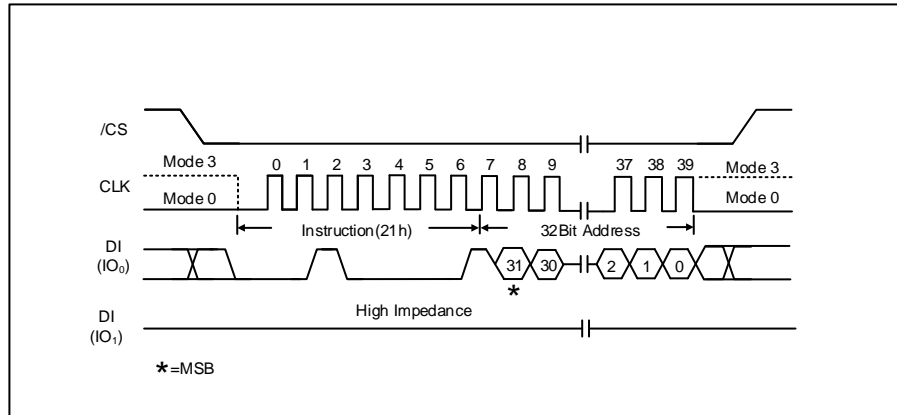 /CS
Mode 3 0 1 2 3 4 5 6 7 8 9 37 38 39 Mode 3
CLK
Mode 0 Mode 0
Instruction(21h) 32Bit Address
DI
(IO₀)
31 30 2 1 0
*
High Impedance
DI
(IO₁)
*=MSB